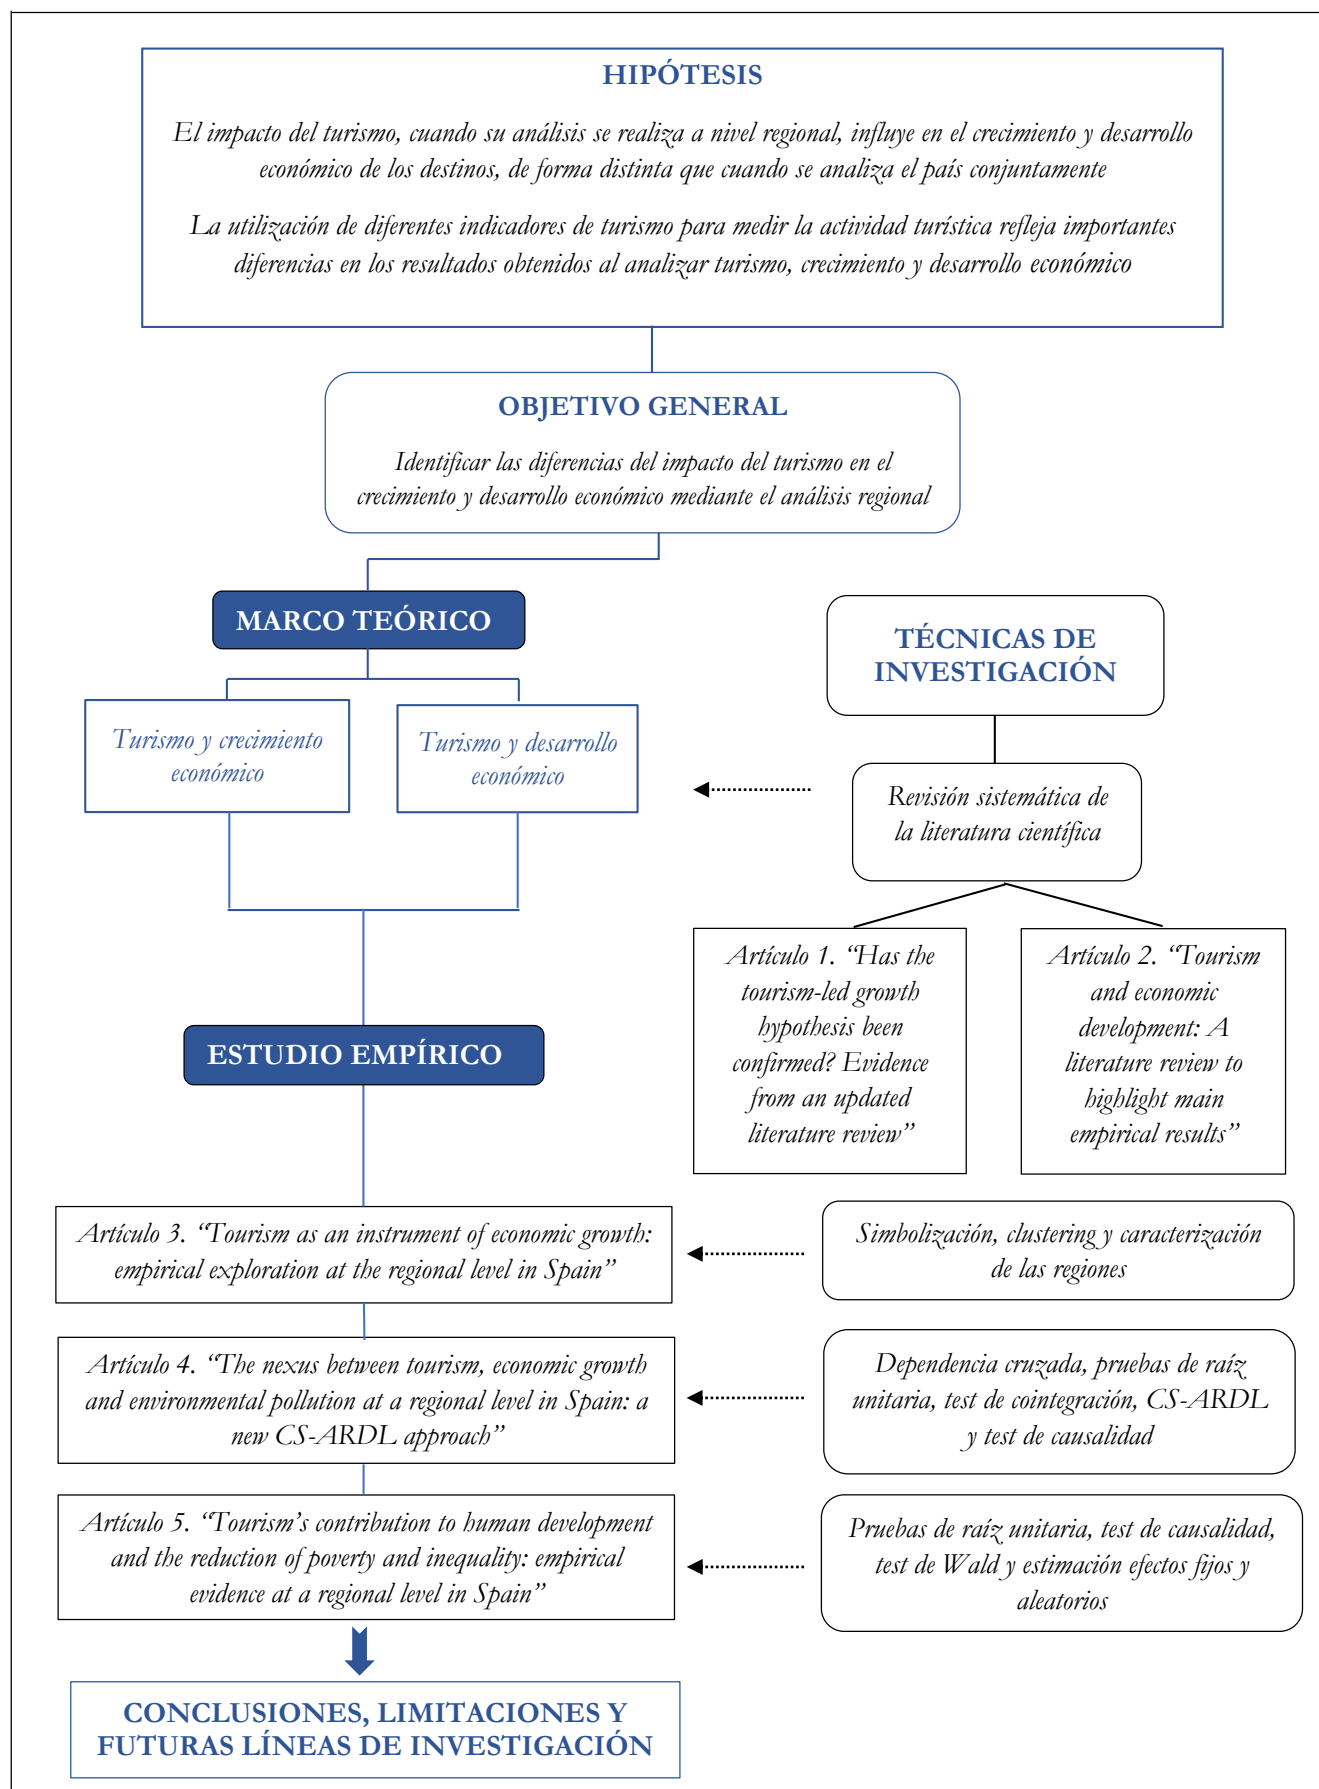 HIPÓTESIS
El impacto del turismo, cuando su análisis se realiza a nivel regional, influye en el crecimiento y desarrollo
económico de los destinos, de forma distinta que cuando se analiza el país conjuntamente
La utilización de diferentes indicadores de turismo para medir la actividad turística refleja importantes
diferencias en los resultados obtenidos al analizar turismo, crecimiento y desarrollo económico
OBJETIVO GENERAL
Identificar las diferencias del impacto del turismo en el
crecimiento y desarrollo económico mediante el análisis regional
MARCO TEÓRICO
Turismo y crecimiento
económico
Turismo y desarrollo
económico
TÉCNICAS DE
INVESTIGACIÓN
Revisión sistemática de
la literatura científica
Artículo 1. “Has the
tourism-led growth
hypothesis been
confirmed? Evidence
from an updated
literature review”
Artículo 2. “Tourism
and economic
development: A
literature review to
highlight main
empirical results”
ESTUDIO EMPÍRICO
Artículo 3. “Tourism as an instrument of economic growth:
empirical exploration at the regional level in Spain”
Simbolización, clustering y caracterización
de las regiones
Artículo 4. “The nexus between tourism, economic growth
and environmental pollution at a regional level in Spain: a
new CS-ARDL approach”
Dependencia cruzada, pruebas de raíz
unitaria, test de cointegración, CS-ARDL
y test de causalidad
Artículo 5. “Tourism’s contribution to human development
and the reduction of poverty and inequality: empirical
evidence at a regional level in Spain”
Pruebas de raíz unitaria, test de causalidad,
test de Wald y estimación efectos fijos y
aleatorios
CONCLUSIONES, LIMITACIONES Y
FUTURAS LÍNEAS DE INVESTIGACIÓN